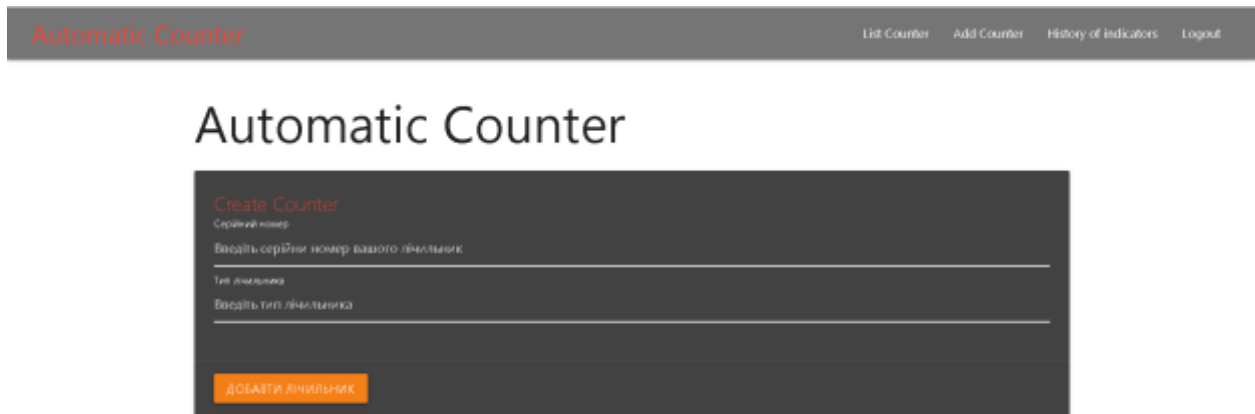 Automatic Counter
List Counter Add Counter History of indicators Logout
Automatic Counter
Create Counter
Серійний номер
Введіть серійни номер вашого лічильник
Тип лічильника
Введіть тип лічильника
ДОБАВТИ ЛІЧИЛЬНИК